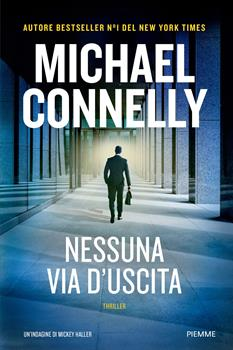 AUTORE BESTSELLER N°1 DEL NEW YORK TIMES
MICHAEL
CONNELLY
NESSUNA
VIA D'USCITA
THRILLER
UN'INDAGINE DI MICKEY HALLER
PIEMME